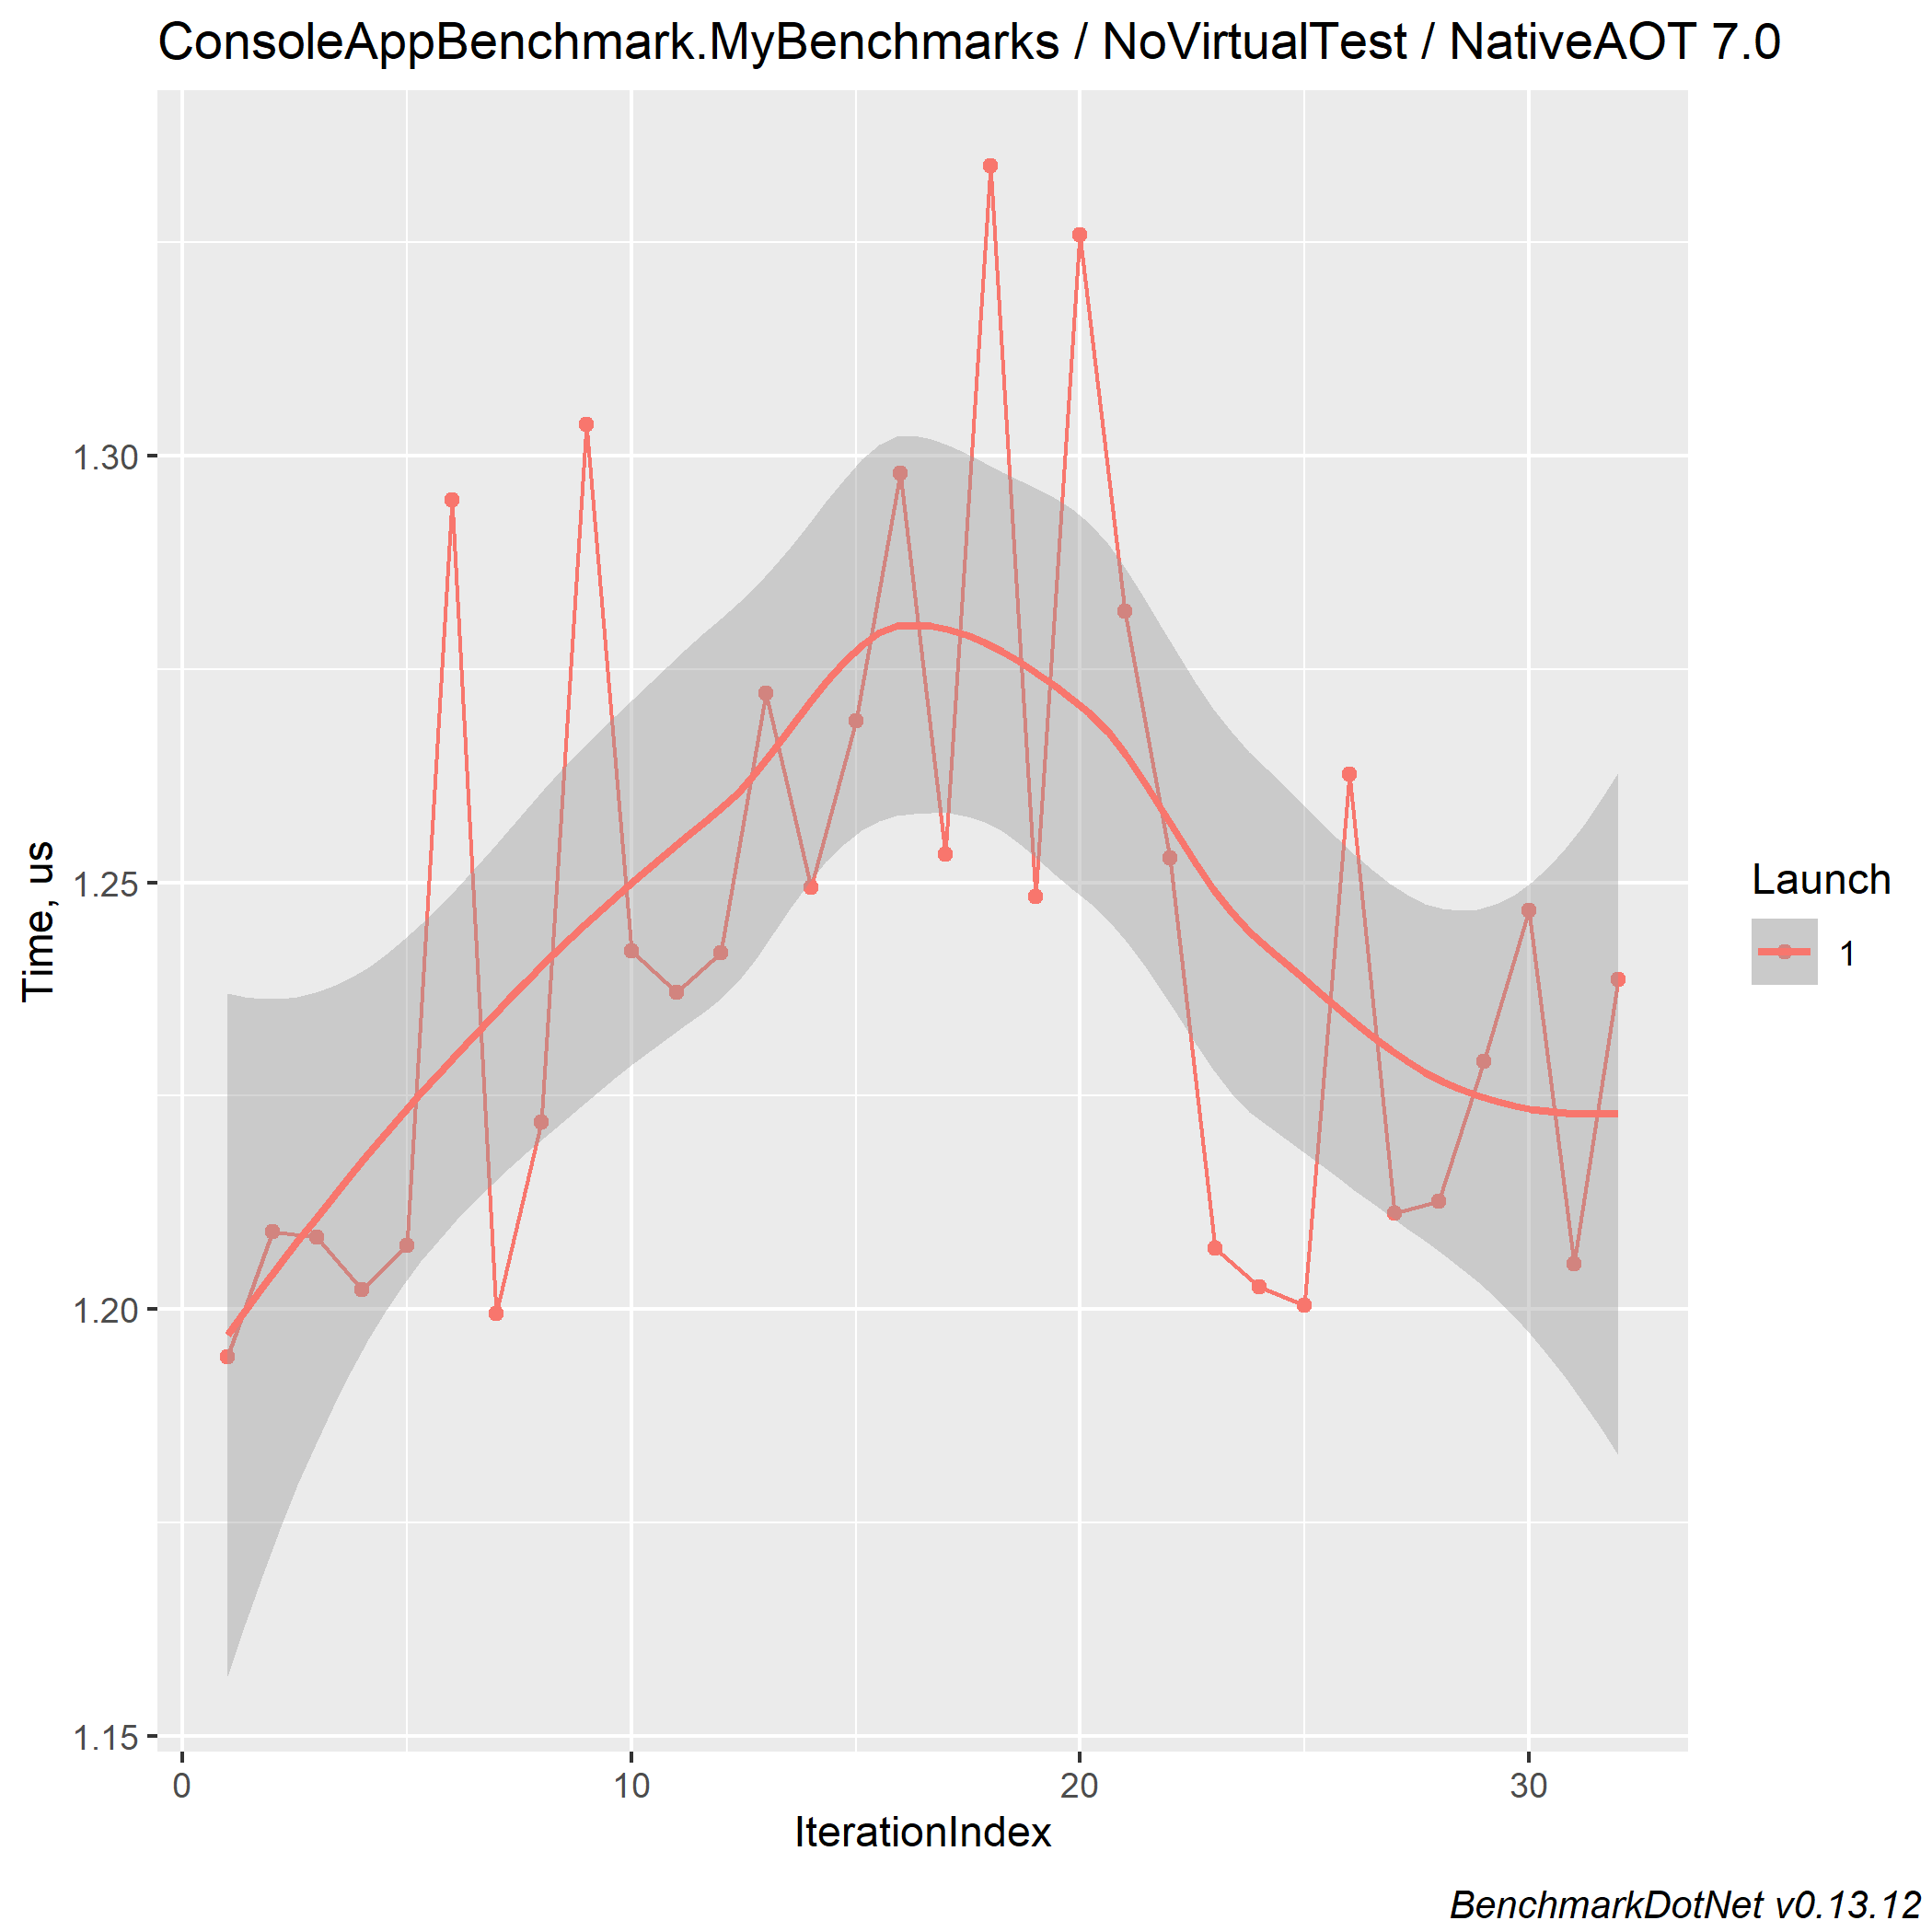 ConsoleAppBenchmark.MyBenchmarks / NoVirtualTest / NativeAOT 7.0
Time, us
1.30
1.25
1.20
1.15
0
10
20
30
IterationIndex
Launch
1
BenchmarkDotNet v0.13.12